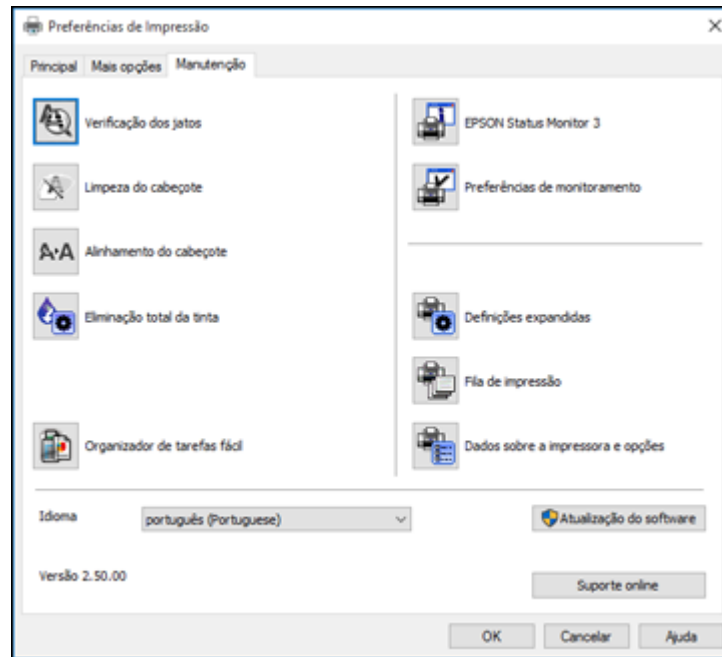 Preferências de Impressão
Principal Mais opções Manutenção
Verificação dos jatos
Limpeza do cabeçote
A·A Alinhamento do cabeçote
Eliminação total da tinta
Organizador de tarefas fácil
EPSON Status Monitor 3
Preferências de monitoramento
Definições expandidas
Fila de impressão
Dados sobre a impressora e opções
Idioma português (Portuguese)
Atualização do software
Versão 2.50.00
Suporte online
OK Cancelar Ajuda